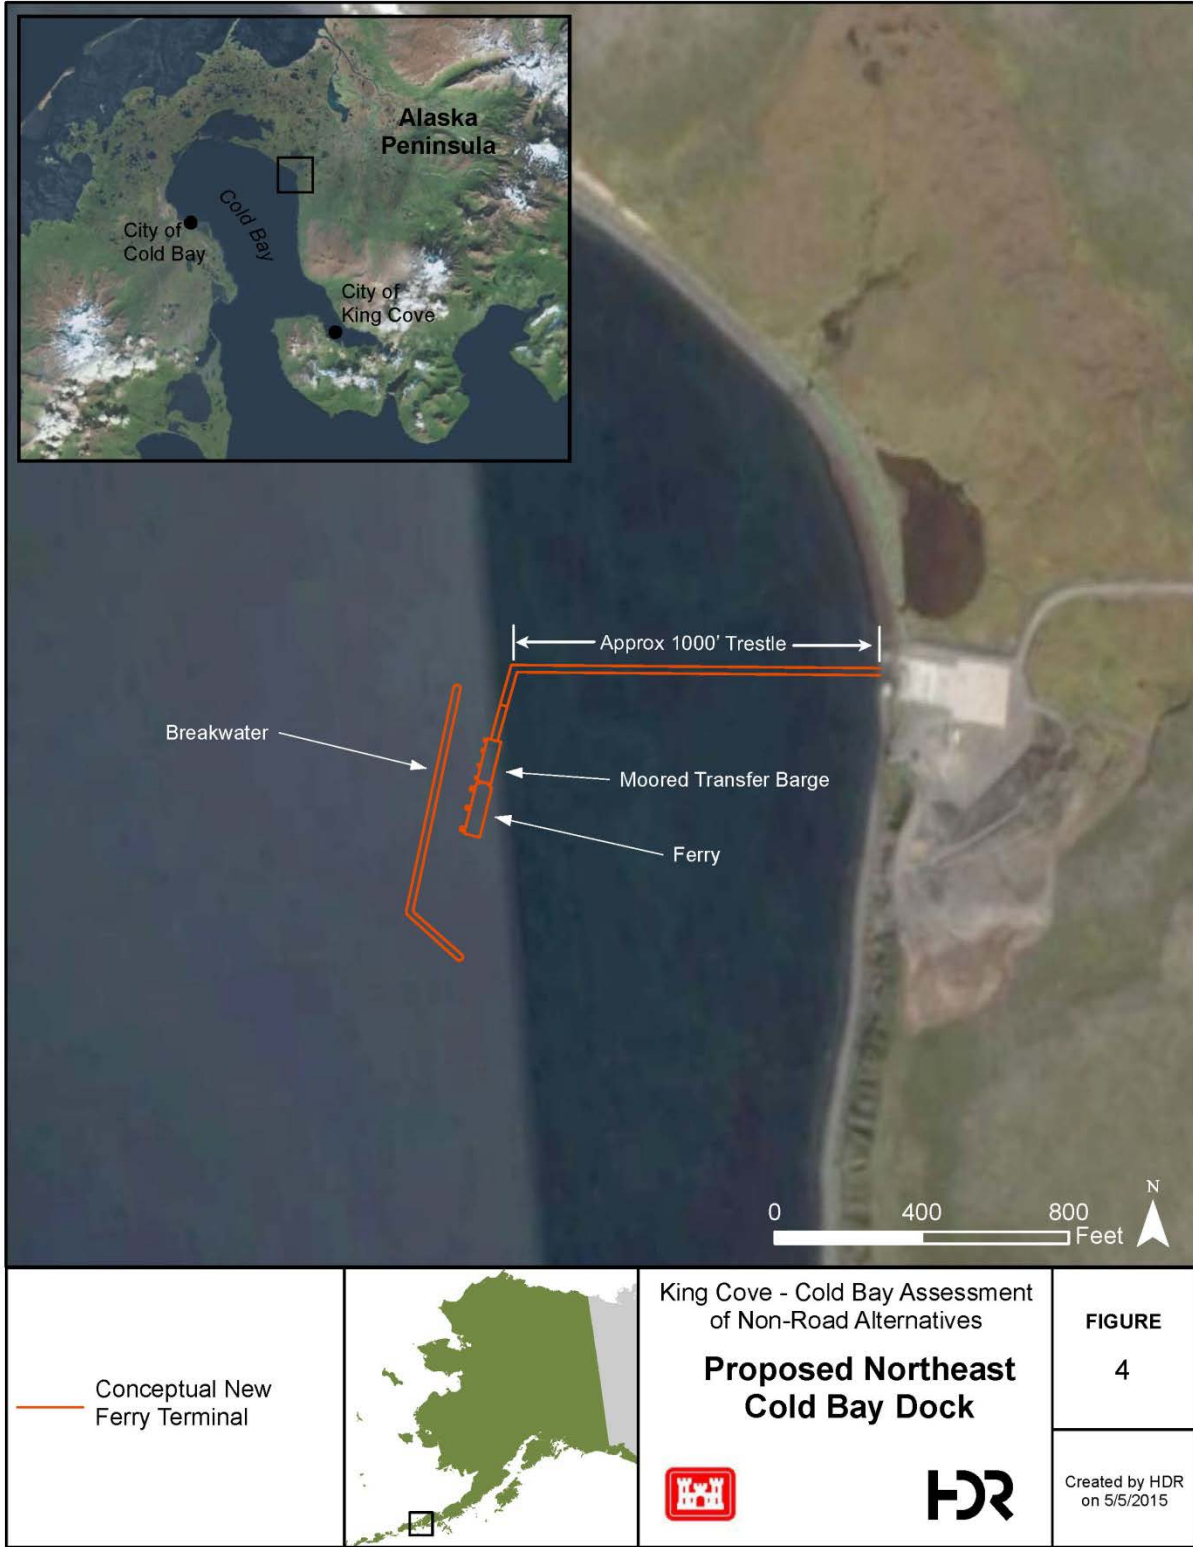 Alaska
Peninsula
Cold Bay
City of
Cold Bay
City of
King Cove
Approx 1000' Trestle
Breakwater
Moored Transfer Barge
Ferry
N
0 400 800
Feet
Conceptual New
Ferry Terminal
King Cove - Cold Bay Assessment
of Non-Road Alternatives
Proposed Northeast
Cold Bay Dock
HDR
FIGURE
4
Created by HDR
on 5/5/2015